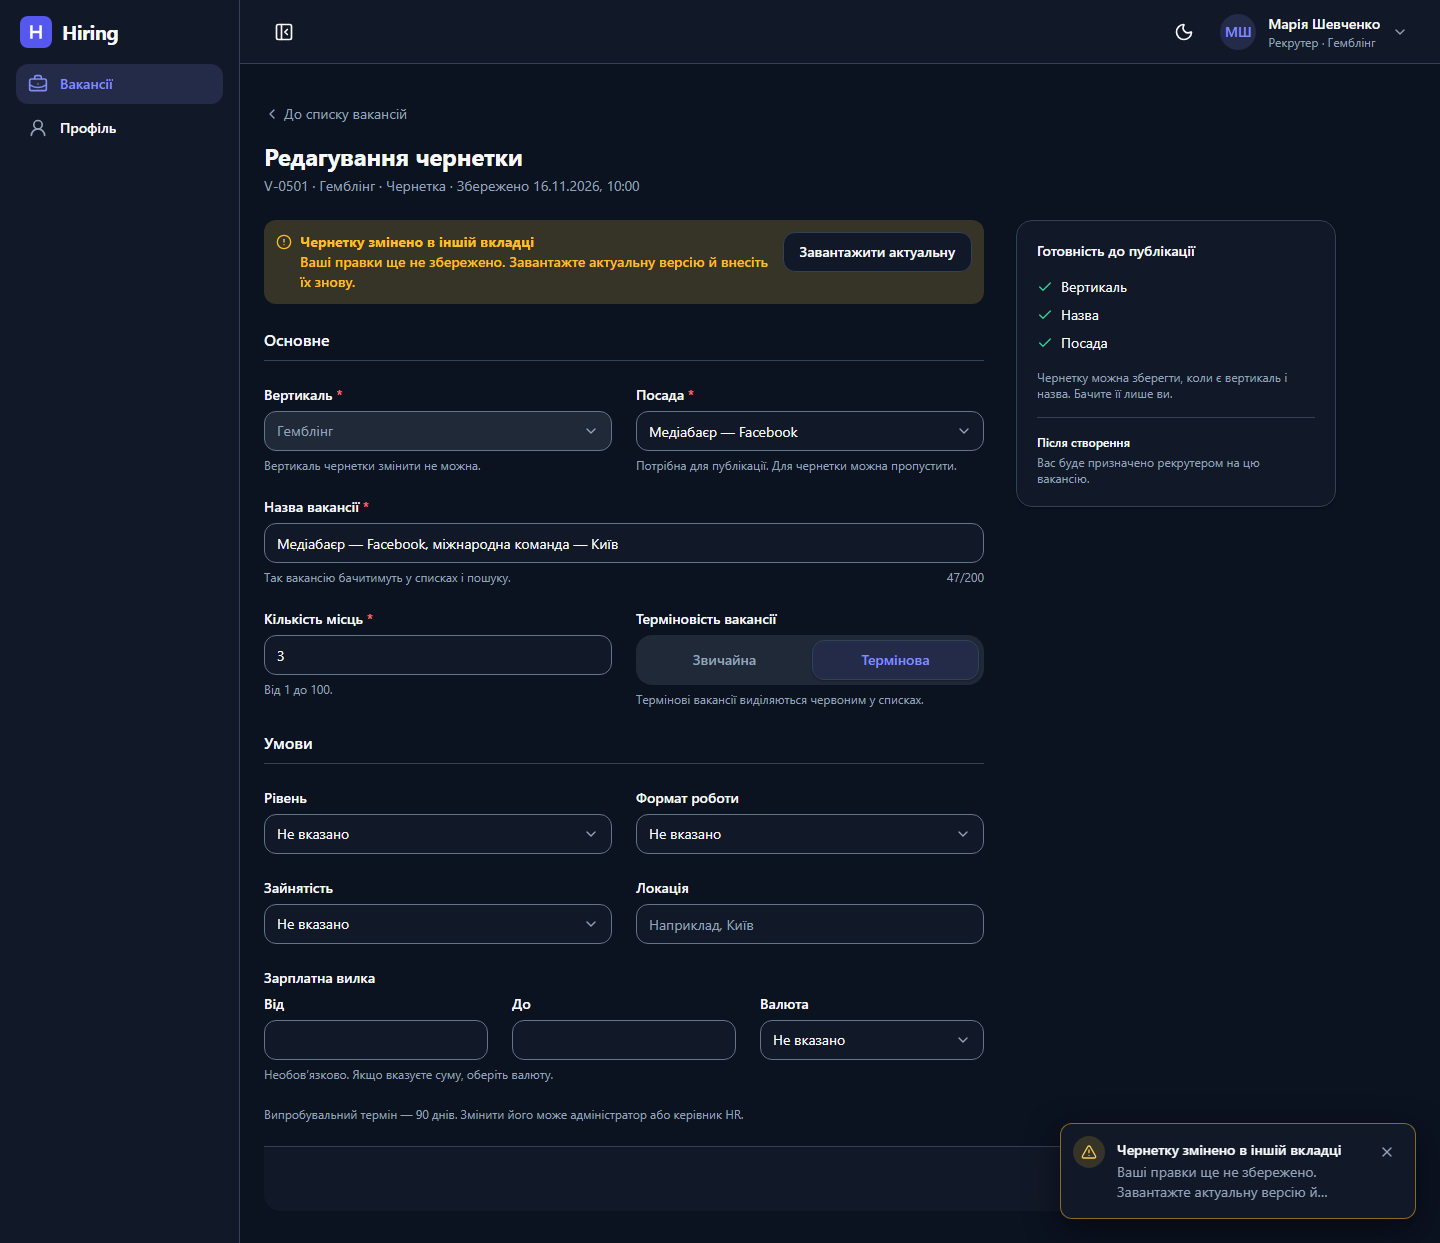 H Hiring
Вакансії
Профіль
МШ
Марія Шевченко
Рекрутер · Гемблінг
До списку вакансій
Редагування чернетки
V-0501 · Гемблінг · Чернетка · Збережено 16.11.2026, 10:00
Чернетку змінено в іншій вкладці
Ваші правки ще не збережено. Завантажте актуальну версію й внесіть
їх знову.
Завантажити актуальну
Основне
Вертикаль *
Гемблінг
Вертикаль чернетки змінити не можна.
Посада *
Медіабаєр — Facebook
Потрібна для публікації. Для чернетки можна пропустити.
Назва вакансії *
Медіабаєр — Facebook, міжнародна команда — Київ
Так вакансію бачитимуть у списках і пошуку.
47/200
Кількість місць *
3
Від 1 до 100.
Терміновість вакансії
Звичайна
Термінова
Термінові вакансії виділяються червоним у списках.
Умови
Рівень
Не вказано
Формат роботи
Не вказано
Зайнятість
Не вказано
Локація
Наприклад, Київ
Зарплатна вилка
Від
До
Валюта
Не вказано
Необов'язково. Якщо вказуєте суму, оберіть валюту.
Випробувальний термін — 90 днів. Змінити його може адміністратор або керівник HR.
Готовність до публікації
Вертикаль
Назва
Посада
Чернетку можна зберегти, коли є вертикаль і
назва. Бачите її лише ви.
Після створення
Вас буде призначено рекрутером на цю
вакансію.
Чернетку змінено в іншій вкладці
Ваші правки ще не збережено.
Завантажте актуальну версію й...